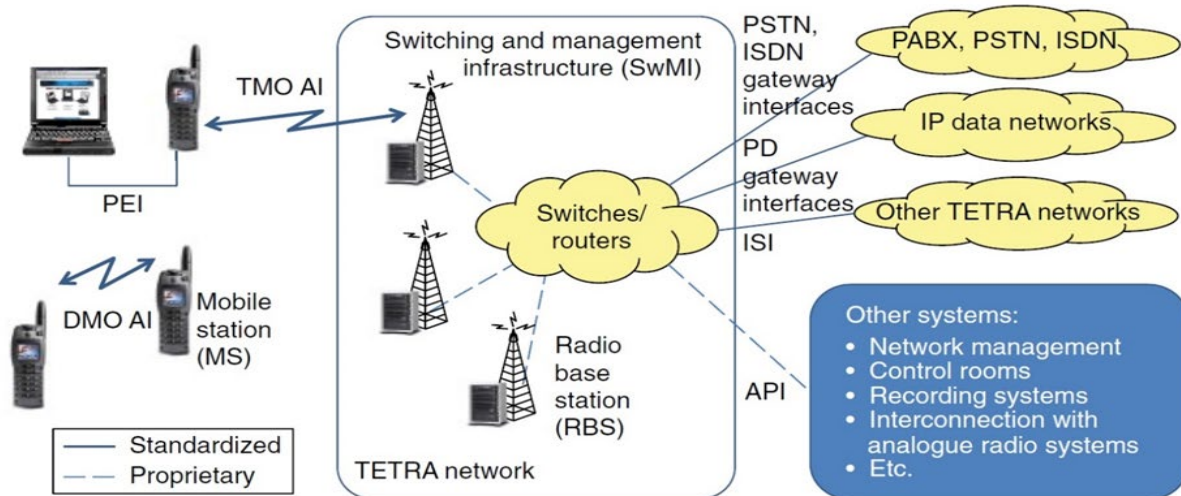 TMO AI
PEI
DMO AI
Mobile
station
(MS)
Standardized
Proprietary
Switching and management
infrastructure (SwMI)
Switches/
routers
Radio
base
station
(RBS)
TETRA network
PSTN,
ISDN
gateway
interfaces
PD
gateway
interfaces
ISI
API
PABX, PSTN, ISDN
IP data networks
Other TETRA networks
Other systems:
• Network management
• Control rooms
• Recording systems
• Interconnection with
analogue radio systems
• Etc.